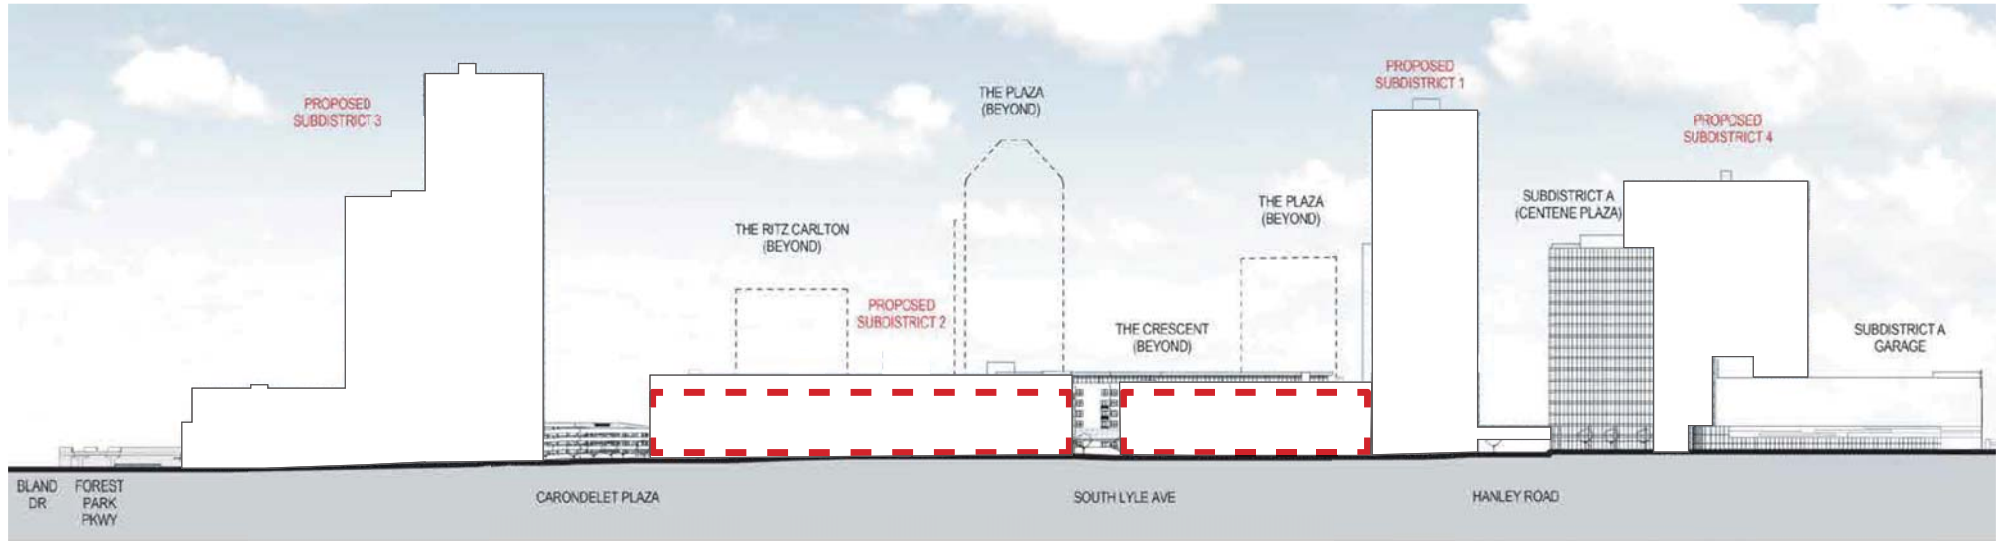 PROPOSED
SUBDISTRICT 3
THE PLAZA
(BEYOND)
PROPOSED
SUBDISTRICT 1
PROPOSED
SUBDISTRICT 4
THE RITZ CARLTON
(BEYOND)
THE PLAZA
(BEYOND)
SUBDISTRICT A
(CENTENE PLAZA)
PROPOSED
SUBDISTRICT 2
THE CRESCENT
(BEYOND)
SUBDISTRICT A
GARAGE
BLAND
DR
FOREST
PARK
PKWY
CARONDELET PLAZA
SOUTH LYLE AVE
HANLEY ROAD